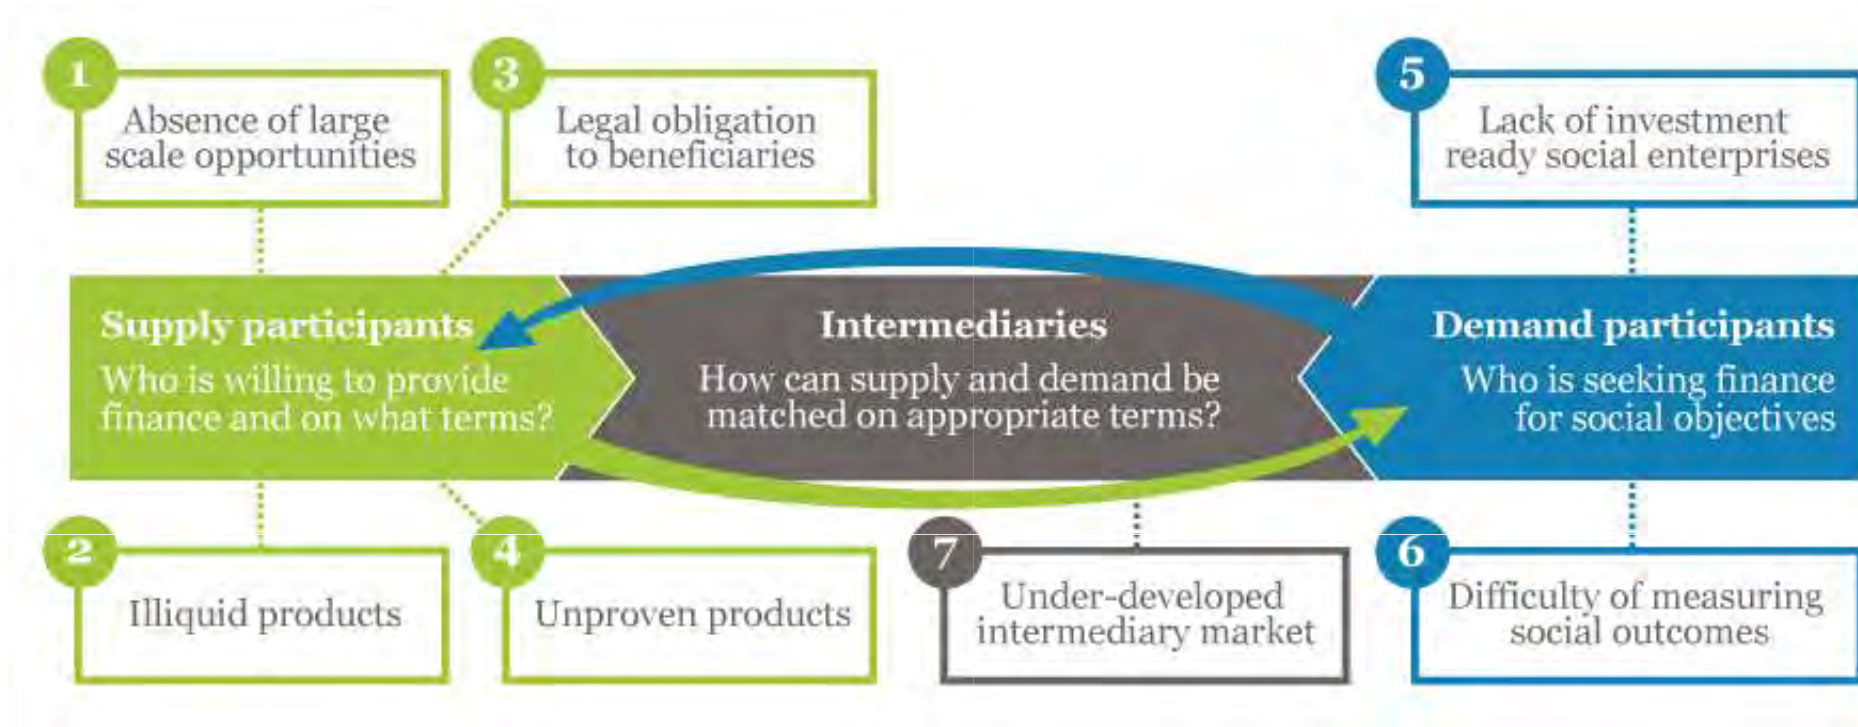 1
Absence of large
scale opportunities
3
Legal obligation
to beneficiaries
5
Lack of investment
ready social enterprises
Supply participants
Who is willing to provide
finance and on what terms?
Intermediaries
How can supply and demand be
matched on appropriate terms?
Demand participants
Who is seeking finance
for social objectives
2
Illiquid products
4
Unproven products
7
Under-developed
intermediary market
6
Difficulty of measuring
social outcomes